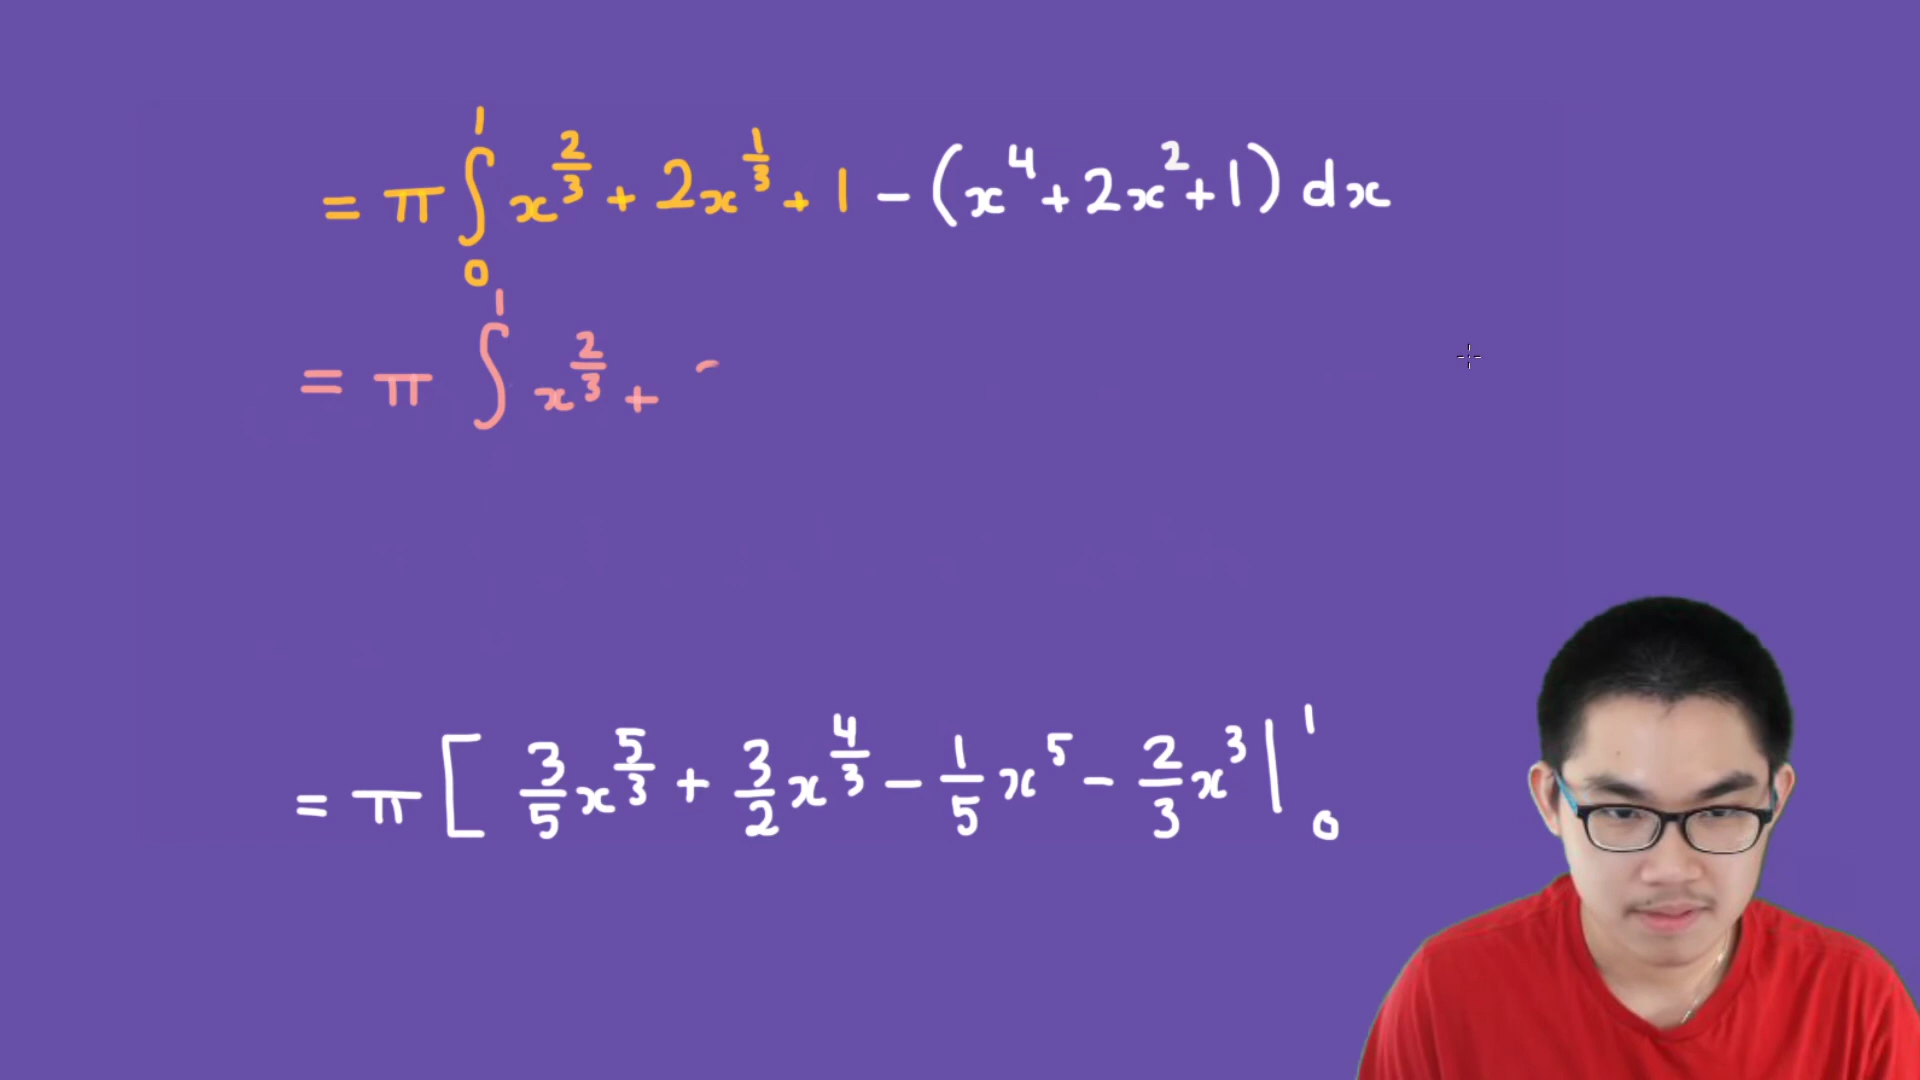 = π ∫₀¹ x^(2/3) + 2x^(1/3) + 1 − (x⁴ + 2x² + 1) dx
= π ∫¹ x^(2/3) +
= π [ 3/5 x^(5/3) + 3/2 x^(4/3) − 1/5 x⁵ − 2/3 x³ |₀¹